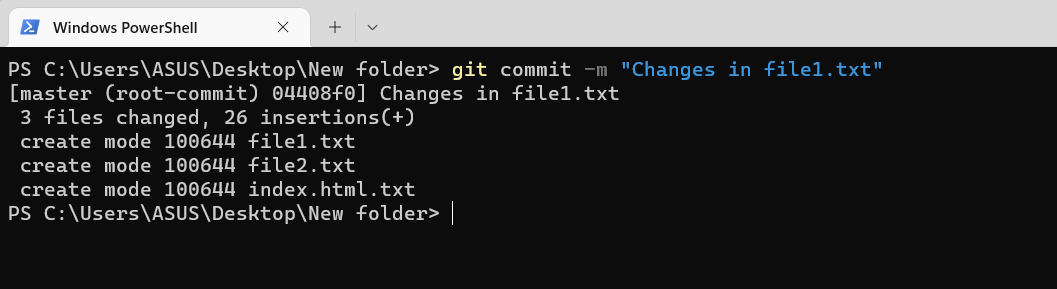 Windows PowerShell
PS C:\Users\ASUS\Desktop\New folder> git commit -m "Changes in file1.txt"
[master (root-commit) 04408f0] Changes in file1.txt
 3 files changed, 26 insertions(+)
 create mode 100644 file1.txt
 create mode 100644 file2.txt
 create mode 100644 index.html.txt
PS C:\Users\ASUS\Desktop\New folder>